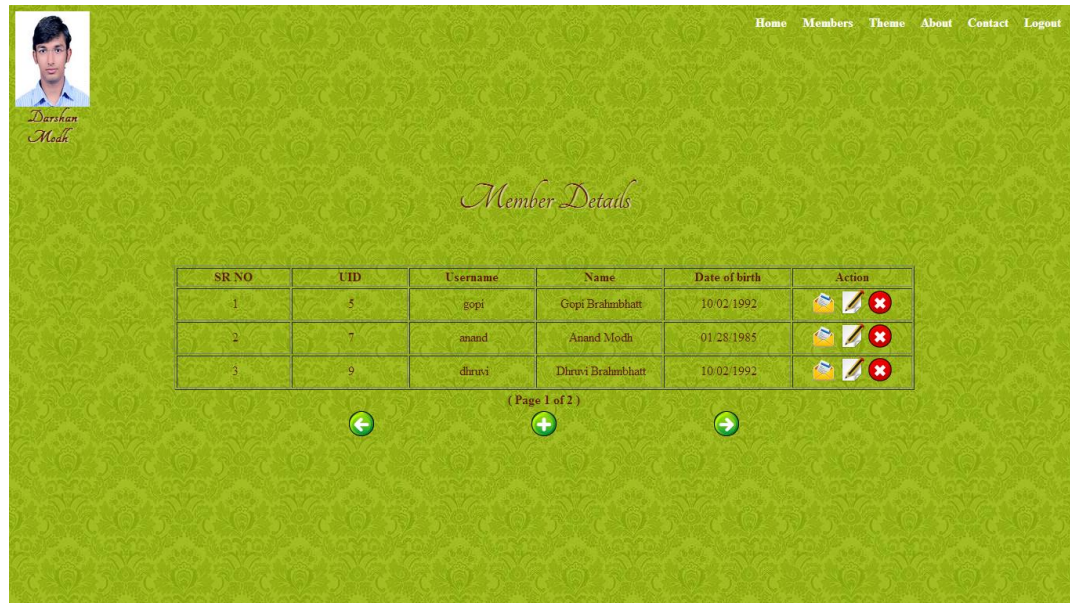 Home Members Theme About Contact Logout
Darshan
Modh
Member Details
SR NO UID Username Name Date of birth Action
1 5 gopi Gopi Brahmbhatt 10/02/1992
2 7 anand Anand Modh 01/28/1985
3 9 dhruvi Dhruvi Brahmbhatt 10/02/1992
( Page 1 of 2 )